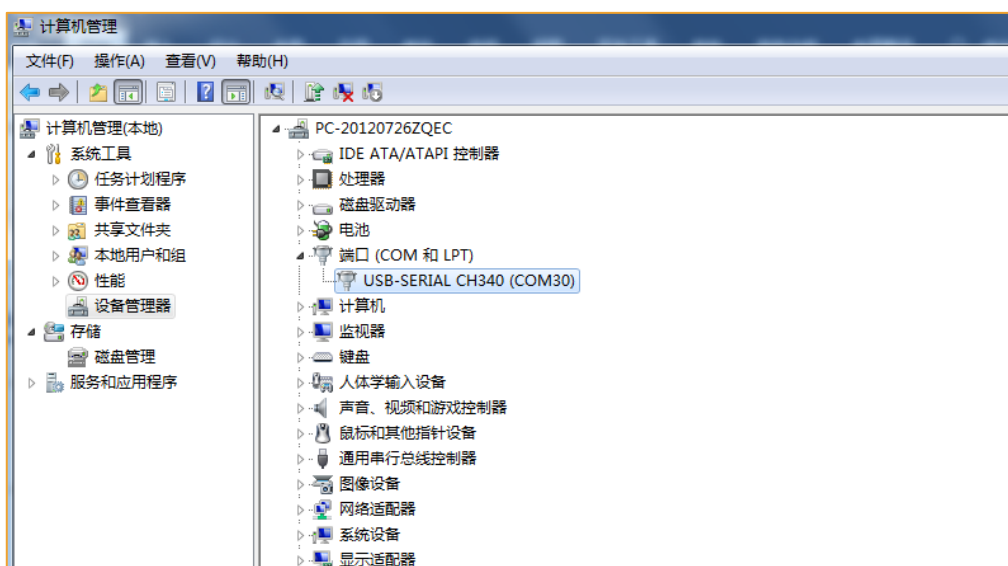 计算机管理
文件(F) 操作(A) 查看(V) 帮助(H)
计算机管理(本地)
系统工具
任务计划程序
事件查看器
共享文件夹
本地用户和组
性能
设备管理器
存储
磁盘管理
服务和应用程序
PC-20120726ZQEC
IDE ATA/ATAPI 控制器
处理器
磁盘驱动器
电池
端口 (COM 和 LPT)
USB-SERIAL CH340 (COM30)
计算机
监视器
键盘
人体学输入设备
声音、视频和游戏控制器
鼠标和其他指针设备
通用串行总线控制器
图像设备
网络适配器
系统设备
显示适配器